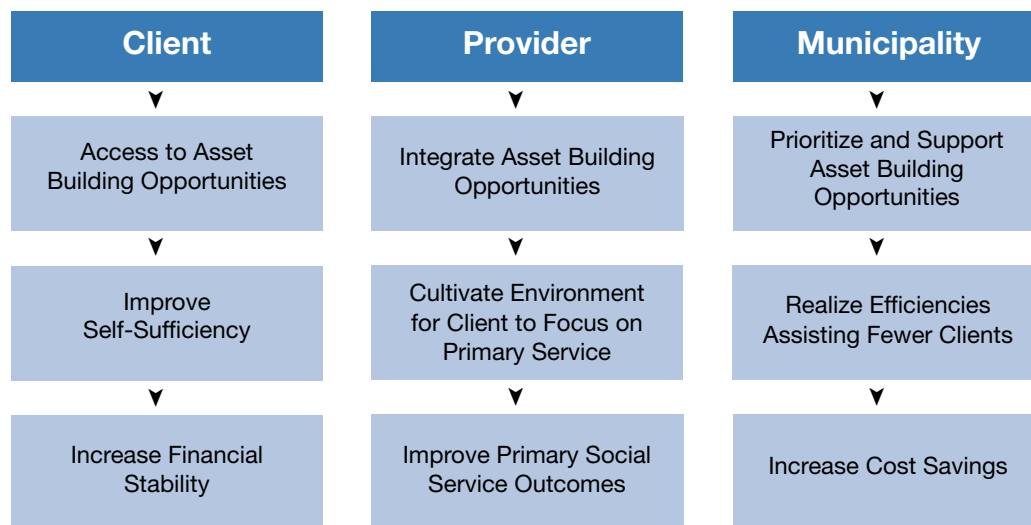 Client
Access to Asset
Building Opportunities
Improve
Self-Sufficiency
Increase Financial
Stability
Provider
Integrate Asset Building
Opportunities
Cultivate Environment
for Client to Focus on
Primary Service
Improve Primary Social
Service Outcomes
Municipality
Prioritize and Support
Asset Building
Opportunities
Realize Efficiencies
Assisting Fewer Clients
Increase Cost Savings